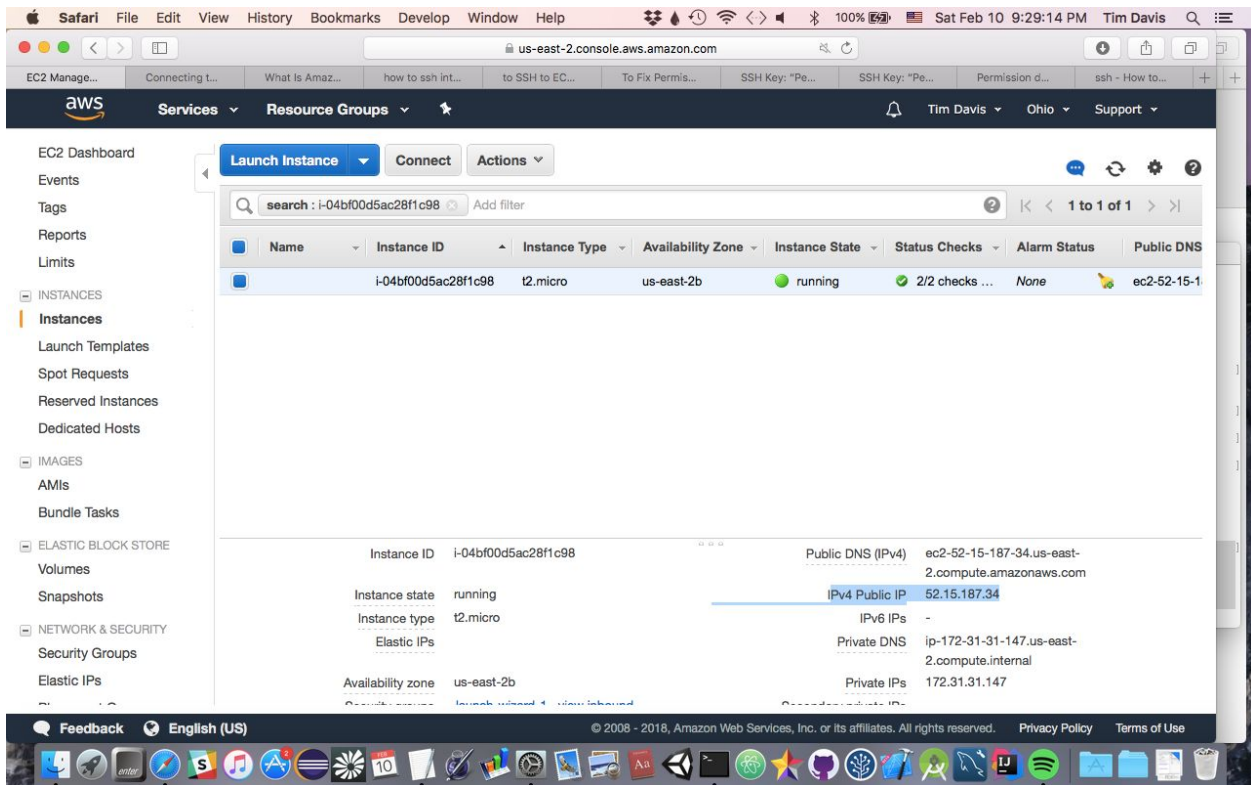 Safari File Edit View History Bookmarks Develop Window Help 100% Sat Feb 10 9:29:14 PM Tim Davis
us-east-2.console.aws.amazon.com
EC2 Manage... Connecting t... What Is Amaz... how to ssh int... to SSH to EC... To Fix Permis... SSH Key: "Pe... SSH Key: "Pe... Permission d... ssh - How to...
aws Services Resource Groups Tim Davis Ohio Support
EC2 Dashboard
Events
Tags
Reports
Limits
INSTANCES
Instances
Launch Templates
Spot Requests
Reserved Instances
Dedicated Hosts
IMAGES
AMIs
Bundle Tasks
ELASTIC BLOCK STORE
Volumes
Snapshots
NETWORK & SECURITY
Security Groups
Elastic IPs
Launch Instance Connect Actions
search : i-04bf00d5ac28f1c98 Add filter 1 to 1 of 1
Name Instance ID Instance Type Availability Zone Instance State Status Checks Alarm Status Public DNS
i-04bf00d5ac28f1c98 t2.micro us-east-2b running 2/2 checks ... None ec2-52-15-1
Instance ID i-04bf00d5ac28f1c98 Public DNS (IPv4) ec2-52-15-187-34.us-east-
2.compute.amazonaws.com
Instance state running IPv4 Public IP 52.15.187.34
Instance type t2.micro IPv6 IPs -
Elastic IPs Private DNS ip-172-31-31-147.us-east-
2.compute.internal
Availability zone us-east-2b Private IPs 172.31.31.147
Feedback English (US) © 2008 - 2018, Amazon Web Services, Inc. or its affiliates. All rights reserved. Privacy Policy Terms of Use
enter
2
FEB
10
Aa
IJ